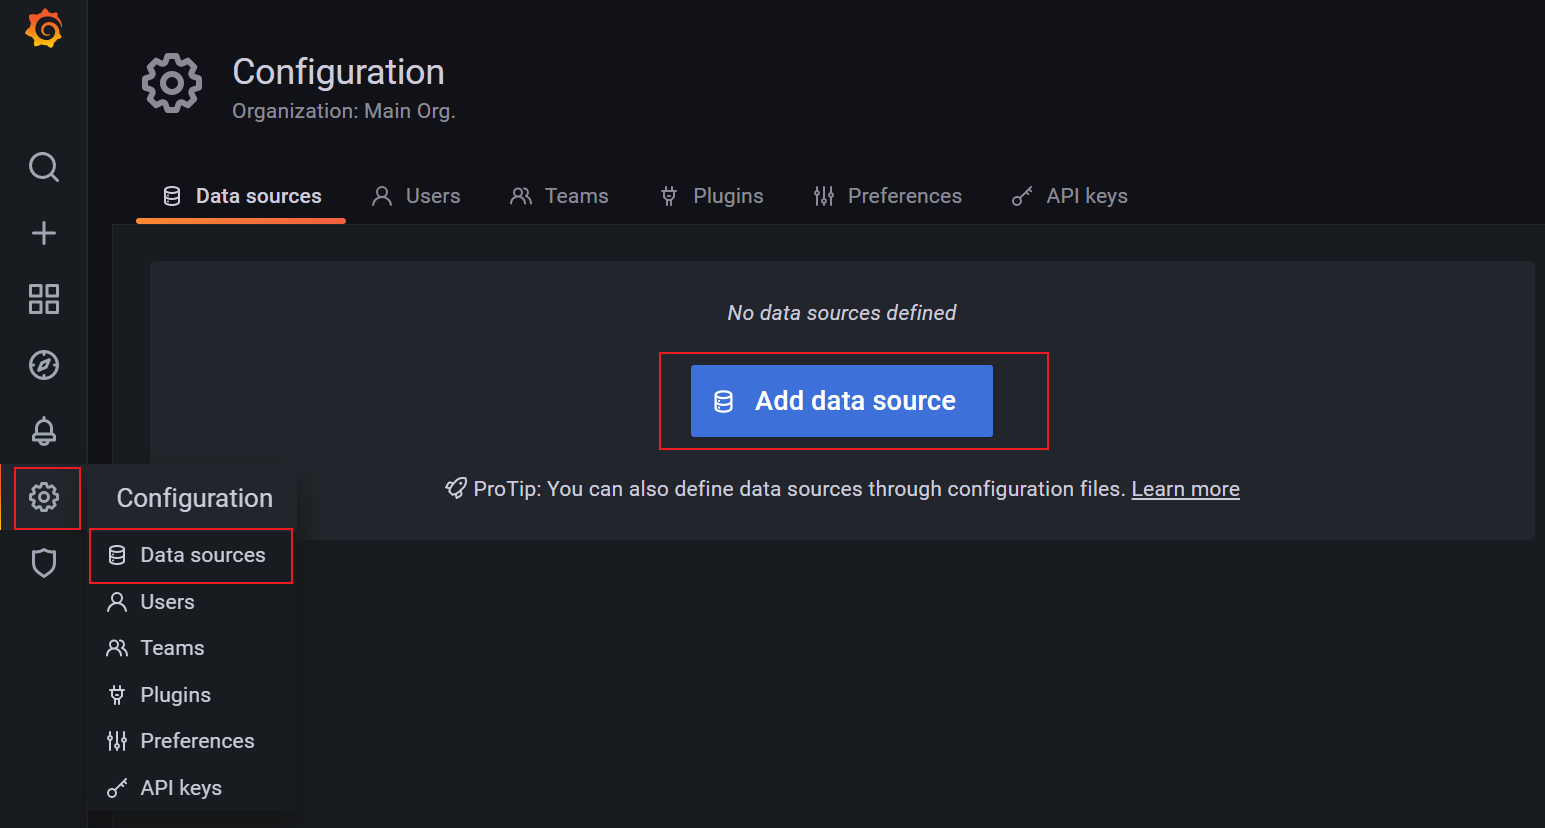 Configuration
Organization: Main Org.
Data sources Users Teams Plugins Preferences API keys
No data sources defined
Add data source
ProTip: You can also define data sources through configuration files. Learn more
Configuration
Data sources
Users
Teams
Plugins
Preferences
API keys